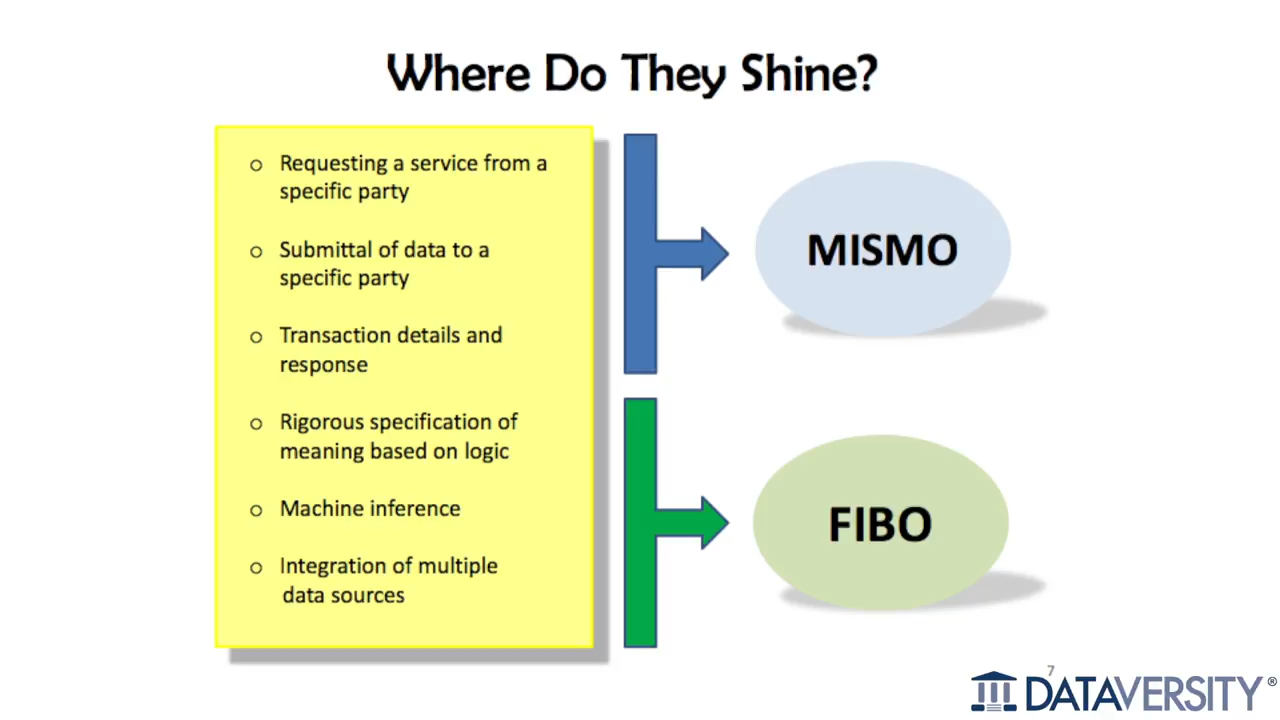 Where Do They Shine?
○ Requesting a service from a
specific party
○ Submittal of data to a
specific party
○ Transaction details and
response
○ Rigorous specification of
meaning based on logic
○ Machine inference
○ Integration of multiple
data sources
MISMO
FIBO
7
DATAVERSITY®